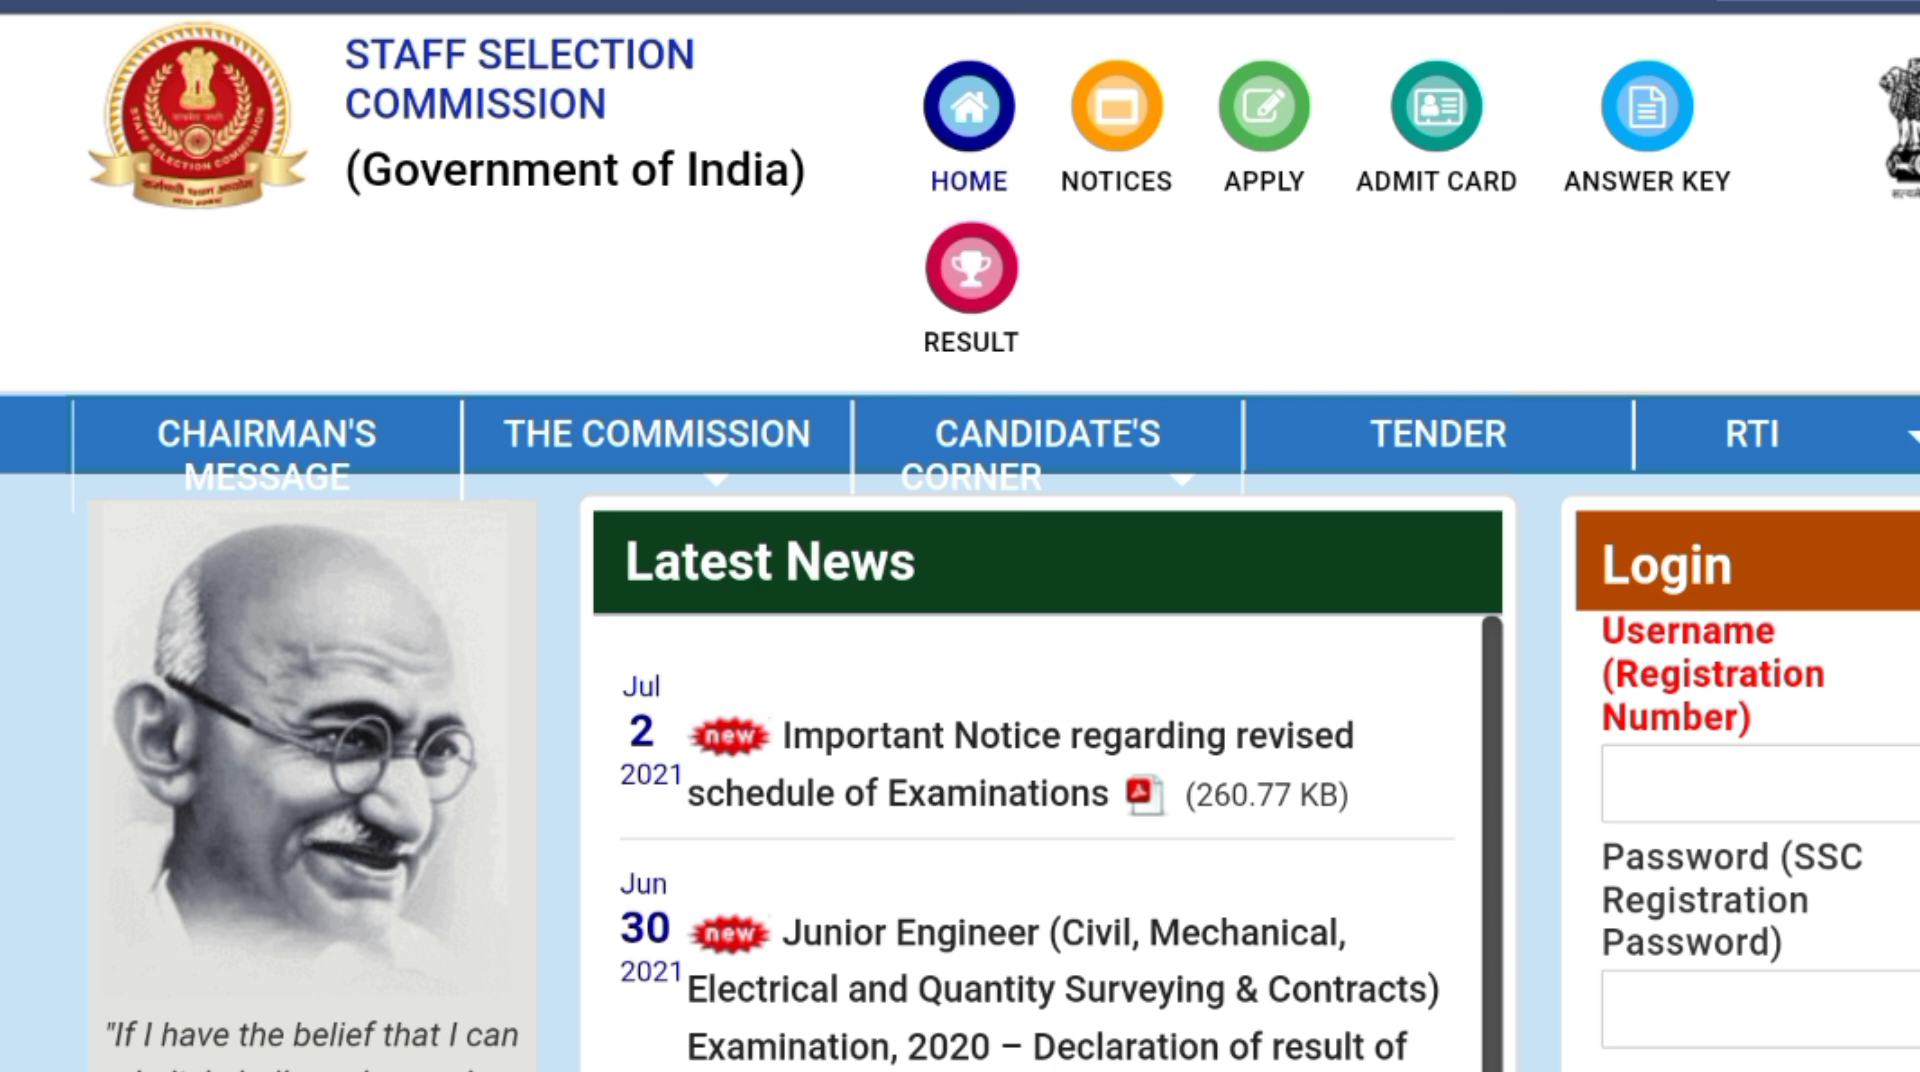 STAFF SELECTION
COMMISSION
(Government of India)
STAFF SELECTION COMMISSION
HOME
NOTICES
APPLY
ADMIT CARD
ANSWER KEY
RESULT
CHAIRMAN'S
MESSAGE
THE COMMISSION
CANDIDATE'S
CORNER
TENDER
RTI
Latest News
Jul
2
2021
new Important Notice regarding revised
schedule of Examinations (260.77 KB)
Jun
30
2021
new Junior Engineer (Civil, Mechanical,
Electrical and Quantity Surveying & Contracts)
Examination, 2020 – Declaration of result of
Login
Username
(Registration
Number)
Password (SSC
Registration
Password)
"If I have the belief that I can